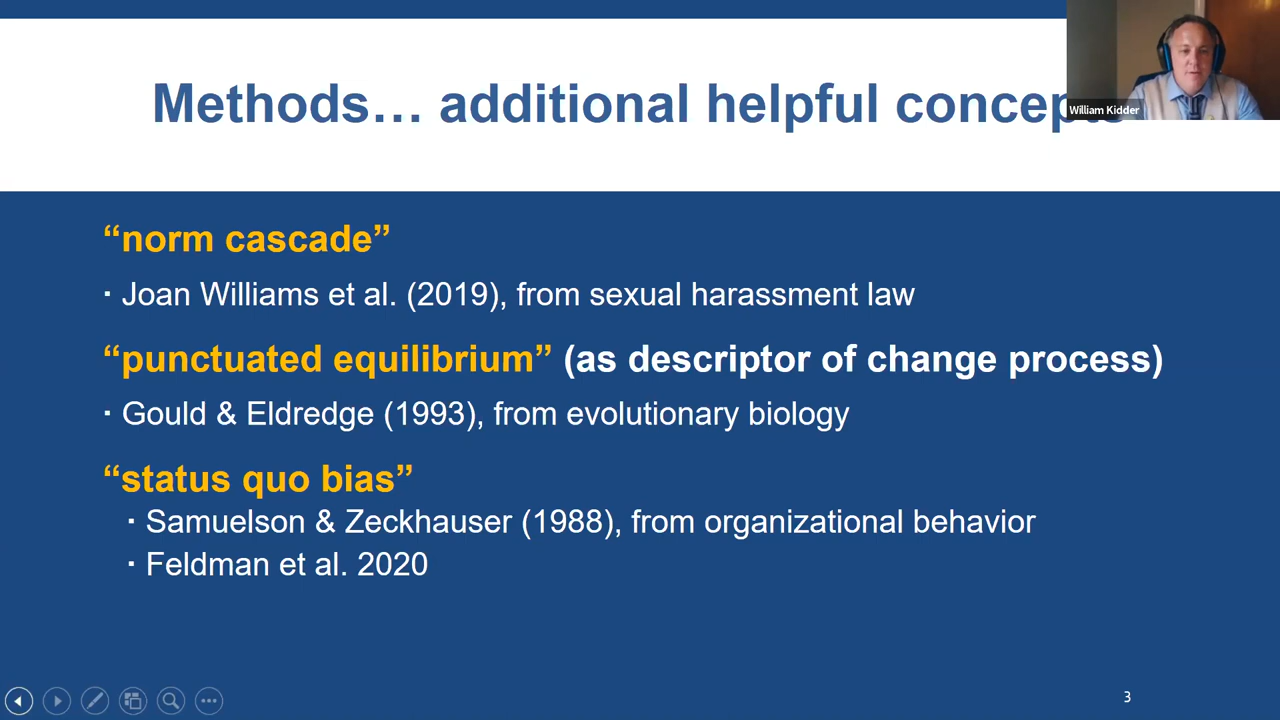 Methods… additional helpful concepts
William Kidder
“norm cascade”
▪ Joan Williams et al. (2019), from sexual harassment law
“punctuated equilibrium” (as descriptor of change process)
▪ Gould & Eldredge (1993), from evolutionary biology
“status quo bias”
▪ Samuelson & Zeckhauser (1988), from organizational behavior
▪ Feldman et al. 2020
3